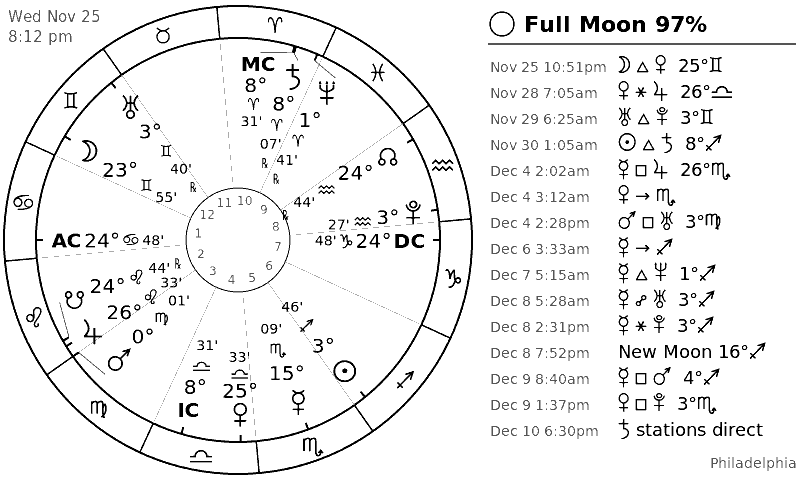 Wed Nov 25
8:12 pm
Full Moon 97%
Nov 25 10:51pm ☽ △ ♀ 25°♊
Nov 28 7:05am ♀ ⚹ ♃ 26°♎
Nov 29 6:25am ♅ △ ⯓ 3°♊
Nov 30 1:05am ☉ △ ♄ 8°♐
Dec 4 2:02am ☿ □ ♃ 26°♏
Dec 4 3:12am ♀ → ♏
Dec 4 2:28pm ♂ □ ♅ 3°♍
Dec 6 3:33am ☿ → ♐
Dec 7 5:15am ☿ △ ♆ 1°♐
Dec 8 5:28am ☿ ☍ ♅ 3°♐
Dec 8 2:31pm ☿ ⚹ ⯓ 3°♐
Dec 8 7:52pm New Moon 16°♐
Dec 9 8:40am ☿ □ ♂ 4°♐
Dec 9 1:37pm ♀ □ ⯓ 3°♏
Dec 10 6:30pm ♄ stations direct
Philadelphia
♈
♉
♊
♋
♌
♍
♎
♏
♐
♑
♒
♓
MC 8° ♈ 31'
♄ 8° ♈ 07' ℞
♆ 1° ♈ 41' ℞
♅ 3° ♊ 40' ℞
☽ 23° ♊ 55'
☊ 24° ♒ 44' ℞
⯓ 3° ♒ 27'
DC 24° ♑ 48'
AC 24° ♋ 48'
☋ 24° ♌ 44' ℞
♃ 26° ♌ 33'
♂ 0° ♍ 01'
IC 8° ♎ 31'
♀ 25° ♎ 33'
☿ 15° ♏ 09'
☉ 3° ♐ 46'
1
2
3
4
5
6
7
8
9
10
11
12